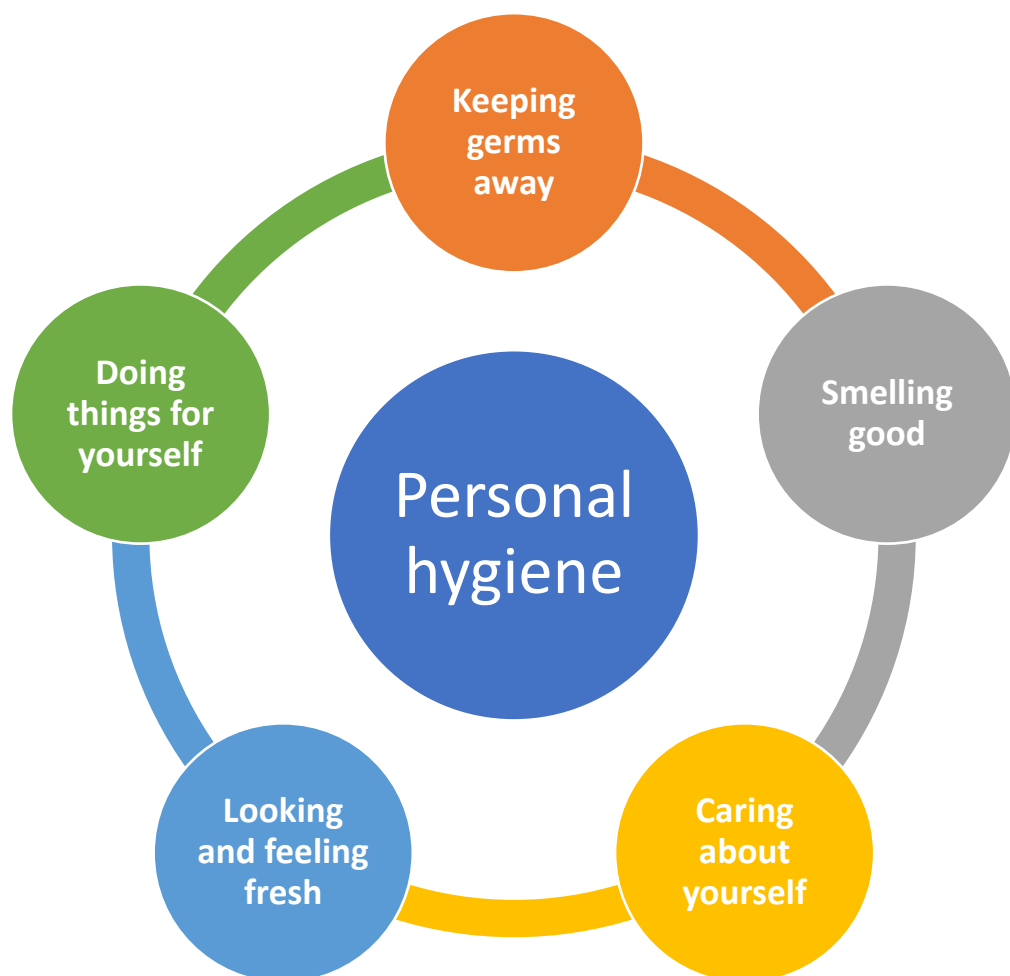 Keeping
germs
away
Smelling
good
Caring
about
yourself
Looking
and feeling
fresh
Doing
things for
yourself
Personal
hygiene